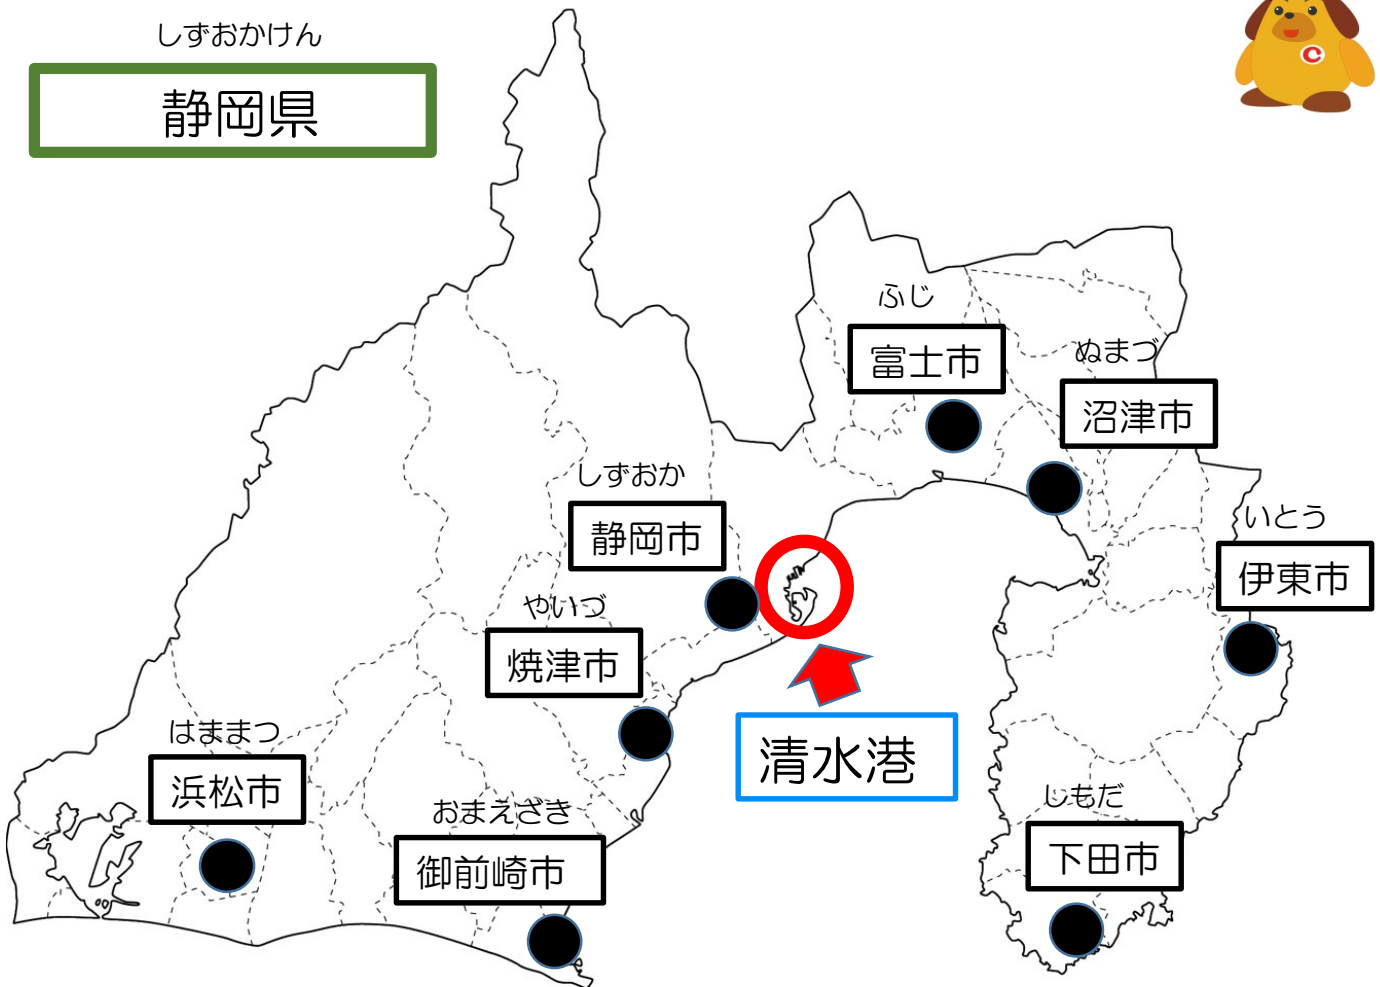 しずおかけん
静岡県
C
ふじ
富士市
ぬまづ
沼津市
しずおか
静岡市
いとう
伊東市
やいづ
焼津市
清水港
はままつ
浜松市
おまえざき
御前崎市
しもだ
下田市